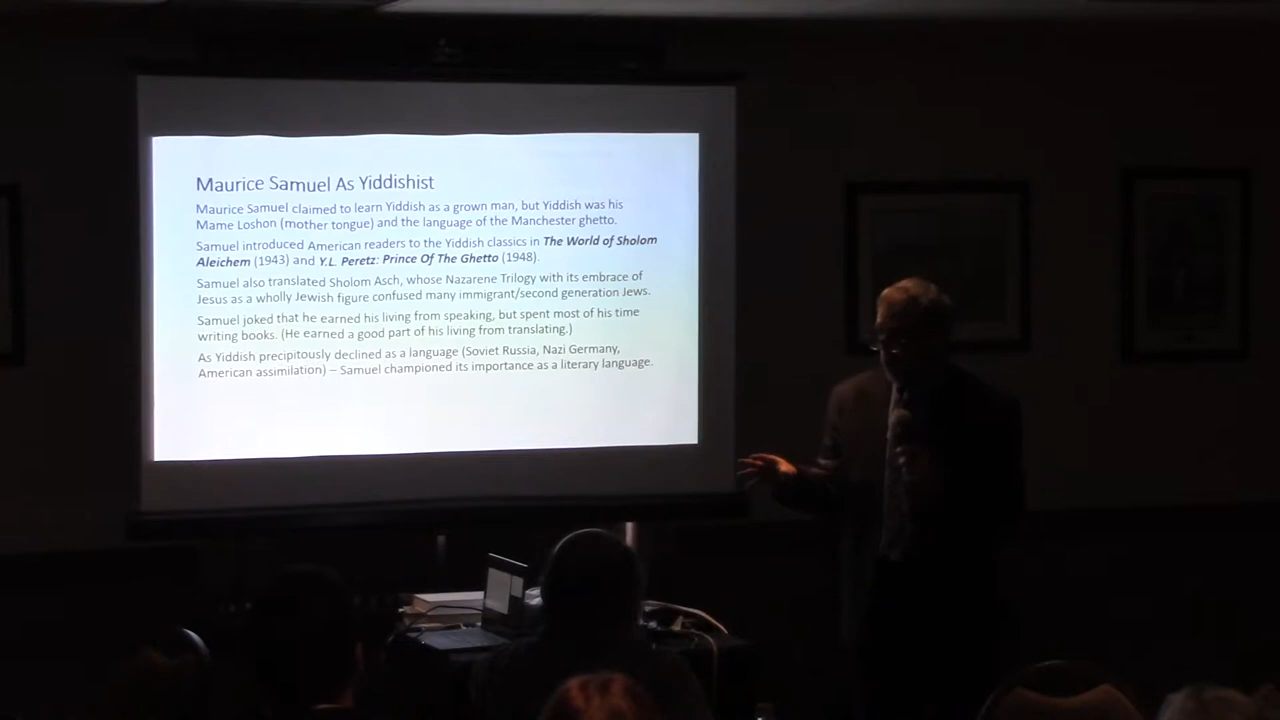 Maurice Samuel As Yiddishist
Maurice Samuel claimed to learn Yiddish as a grown man, but Yiddish was his
Mame Loshon (mother tongue) and the language of the Manchester ghetto.
Samuel introduced American readers to the Yiddish classics in The World of Sholom
Aleichem (1943) and Y.L. Peretz: Prince Of The Ghetto (1948).
Samuel also translated Sholom Asch, whose Nazarene Trilogy with its embrace of
Jesus as a wholly Jewish figure confused many immigrant/second generation Jews.
Samuel joked that he earned his living from speaking, but spent most of his time
writing books. (He earned a good part of his living from translating.)
As Yiddish precipitously declined as a language (Soviet Russia, Nazi Germany,
American assimilation) – Samuel championed its importance as a literary language.